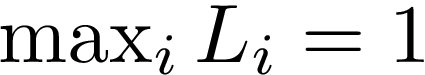 max_i L_i = 1